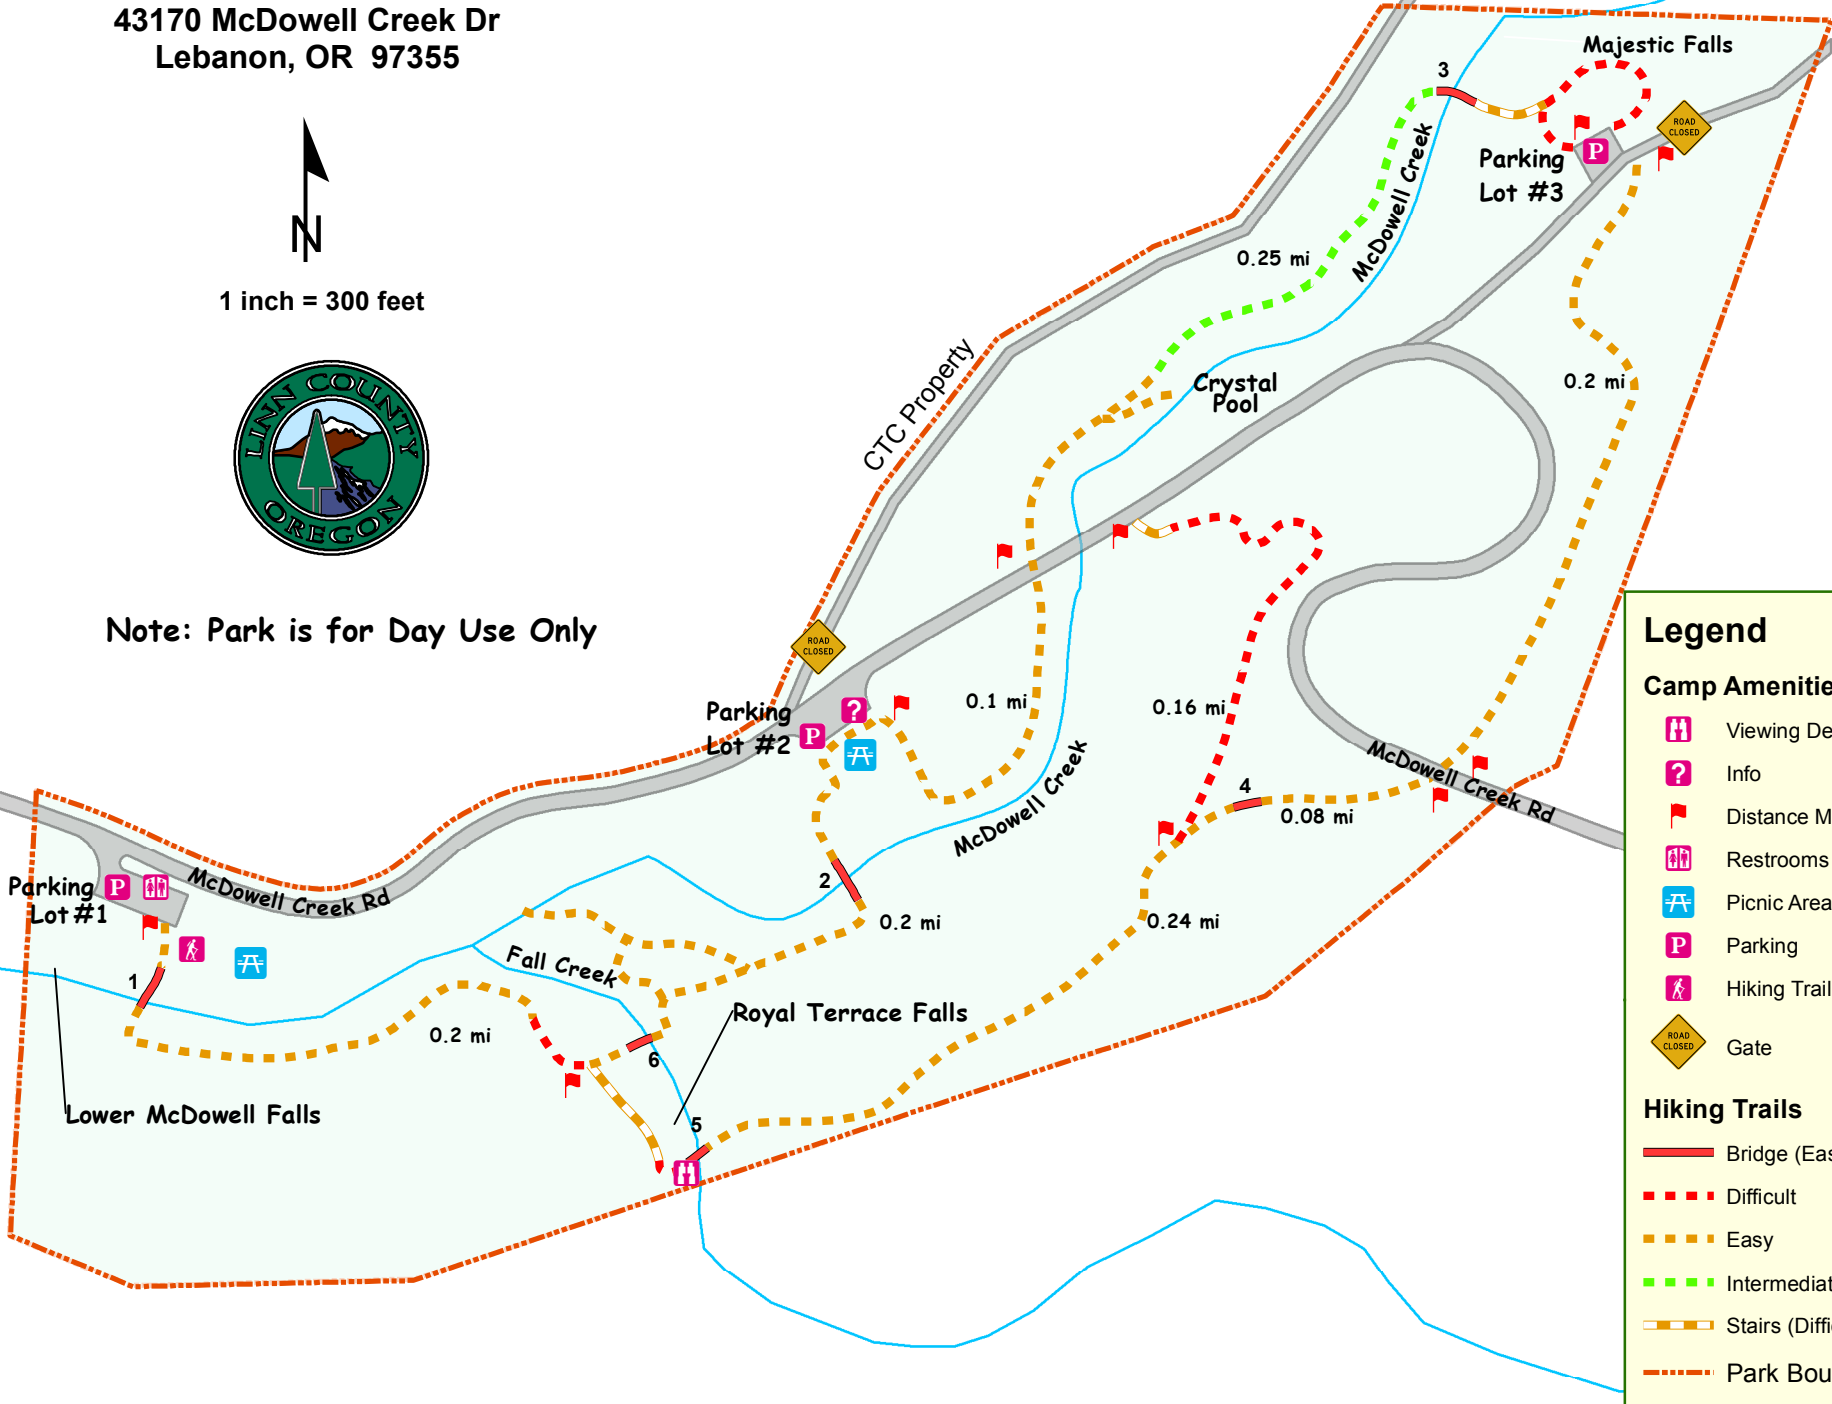 43170 McDowell Creek Dr
Lebanon, OR 97355
N
1 inch = 300 feet
LINN COUNTY
OREGON
Note: Park is for Day Use Only
Majestic Falls
3
ROAD
CLOSED
P
Parking
Lot #3
McDowell Creek
0.25 mi
0.2 mi
Crystal
Pool
CTC Property
ROAD
CLOSED
Parking
Lot #2
?
P
0.1 mi
0.16 mi
McDowell Creek
McDowell Creek Rd
4
0.08 mi
2
0.2 mi
0.24 mi
McDowell Creek Rd
Parking
Lot #1
P
1
Fall Creek
0.2 mi
6
Royal Terrace Falls
5
Lower McDowell Falls
Legend
Camp Amenitie
Viewing De
? Info
Distance M
Restrooms
Picnic Area
P Parking
Hiking Trail
ROAD
CLOSED
Gate
Hiking Trails
Bridge (Eas
Difficult
Easy
Intermediat
Stairs (Diffi
Park Bou